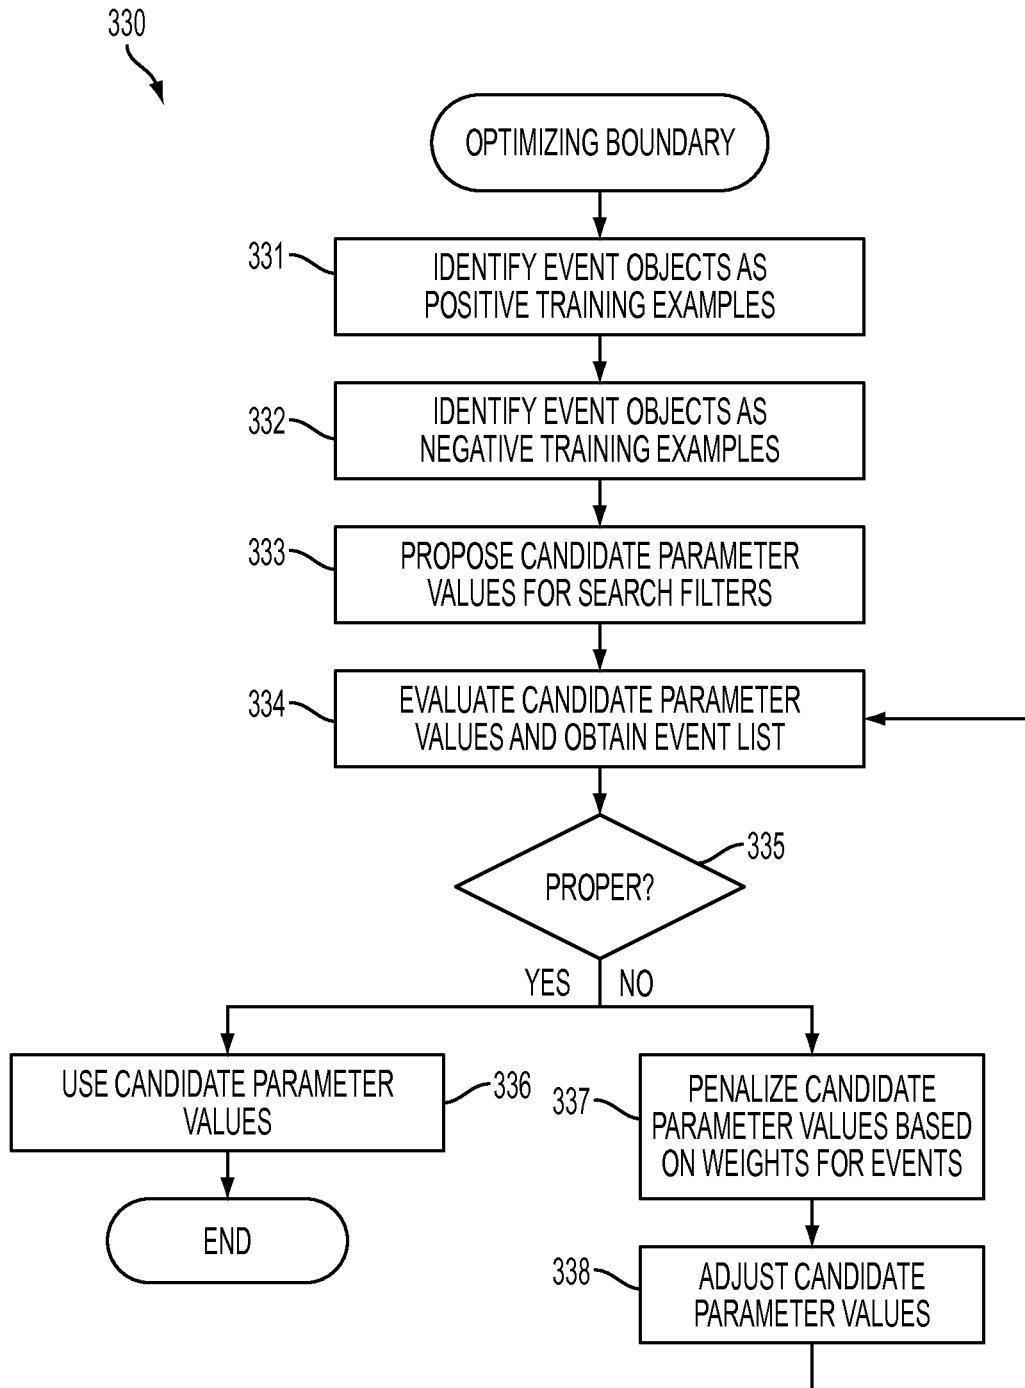 330
OPTIMIZING BOUNDARY
331
IDENTIFY EVENT OBJECTS AS
POSITIVE TRAINING EXAMPLES
332
IDENTIFY EVENT OBJECTS AS
NEGATIVE TRAINING EXAMPLES
333
PROPOSE CANDIDATE PARAMETER
VALUES FOR SEARCH FILTERS
334
EVALUATE CANDIDATE PARAMETER
VALUES AND OBTAIN EVENT LIST
335
PROPER?
YES
NO
USE CANDIDATE PARAMETER
VALUES
336
END
337
PENALIZE CANDIDATE
PARAMETER VALUES BASED
ON WEIGHTS FOR EVENTS
338
ADJUST CANDIDATE
PARAMETER VALUES